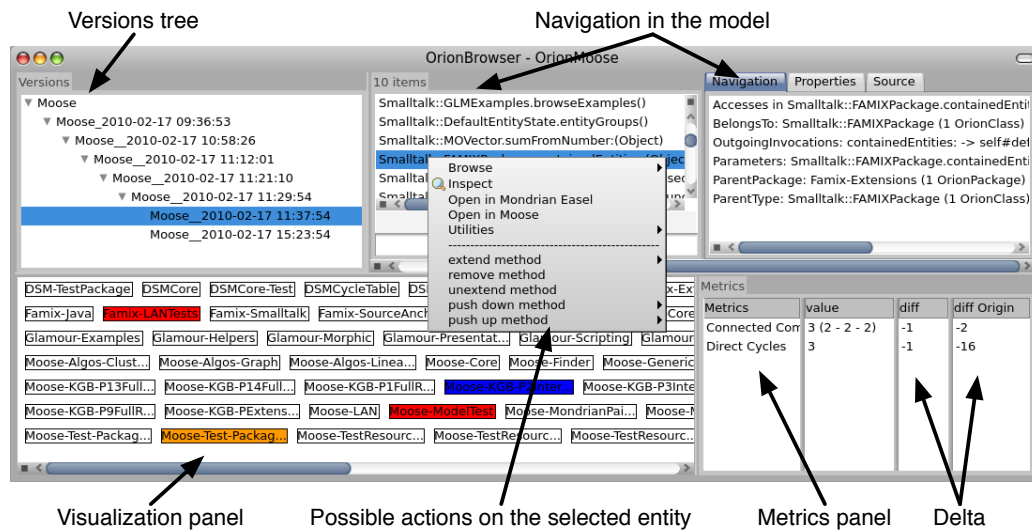 Versions tree
Navigation in the model
OrionBrowser - OrionMoose
Versions
Moose
Moose_2010-02-17 09:36:53
Moose__2010-02-17 10:58:26
Moose__2010-02-17 11:12:01
Moose__2010-02-17 11:21:10
Moose__2010-02-17 11:29:54
Moose__2010-02-17 11:37:54
Moose__2010-02-17 15:23:54
10 items
Smalltalk::GLMExamples.browseExamples()
Smalltalk::DefaultEntityState.entityGroups()
Smalltalk::MOVector.sumFromNumber:(Object)
Browse
Inspect
Open in Mondrian Easel
Open in Moose
Utilities
extend method
remove method
unextend method
push down method
push up method
Navigation Properties Source
Accesses in Smalltalk::FAMIXPackage.containedEnti
BelongsTo: Smalltalk::FAMIXPackage (1 OrionClass)
OutgoingInvocations: containedEntities: -> self#def
Parameters: Smalltalk::FAMIXPackage.containedEnti
ParentPackage: Famix-Extensions (1 OrionPackage)
ParentType: Smalltalk::FAMIXPackage (1 OrionClass)
DSM-TestPackage DSMCore DSMCore-Test DSMCycleTable
Famix-Java Famix-LANTests Famix-Smalltalk Famix-SourceAnch Core
Glamour-Examples Glamour-Helpers Glamour-Morphic Glamour-Presentat... Glamour-Scripting Glamour
Moose-Algos-Clust... Moose-Algos-Graph Moose-Algos-Linea... Moose-Core Moose-Finder Moose-Generic
Moose-KGB-P13Full... Moose-KGB-P14Full... Moose-KGB-P1FullR... Moose-KGB-P2Inter... Moose-KGB-P3Inte
Moose-KGB-P9FullR... Moose-KGB-PExtens... Moose-LAN Moose-ModelTest Moose-MondrianPai... Moose-M
Moose-Test-Packag... Moose-Test-Packag... Moose-TestResourc... Moose-TestResourc... Moose-TestResourc...
Metrics
Metrics value diff diff Origin
Connected Com 3 (2 - 2 - 2) -1 -2
Direct Cycles 3 -1 -16
Visualization panel
Possible actions on the selected entity
Metrics panel
Delta